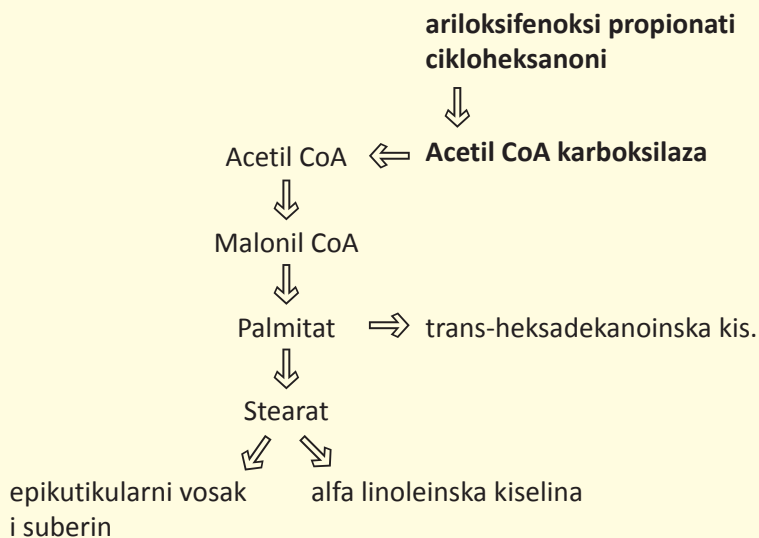 ariloksifenoksi propionati
cikloheksanoni
Acetil CoA
Acetil CoA karboksilaza
Malonil CoA
Palmitat
trans-heksadekanoinska kis.
Stearat
epikutikularni vosak
i suberin
alfa linoleinska kiselina